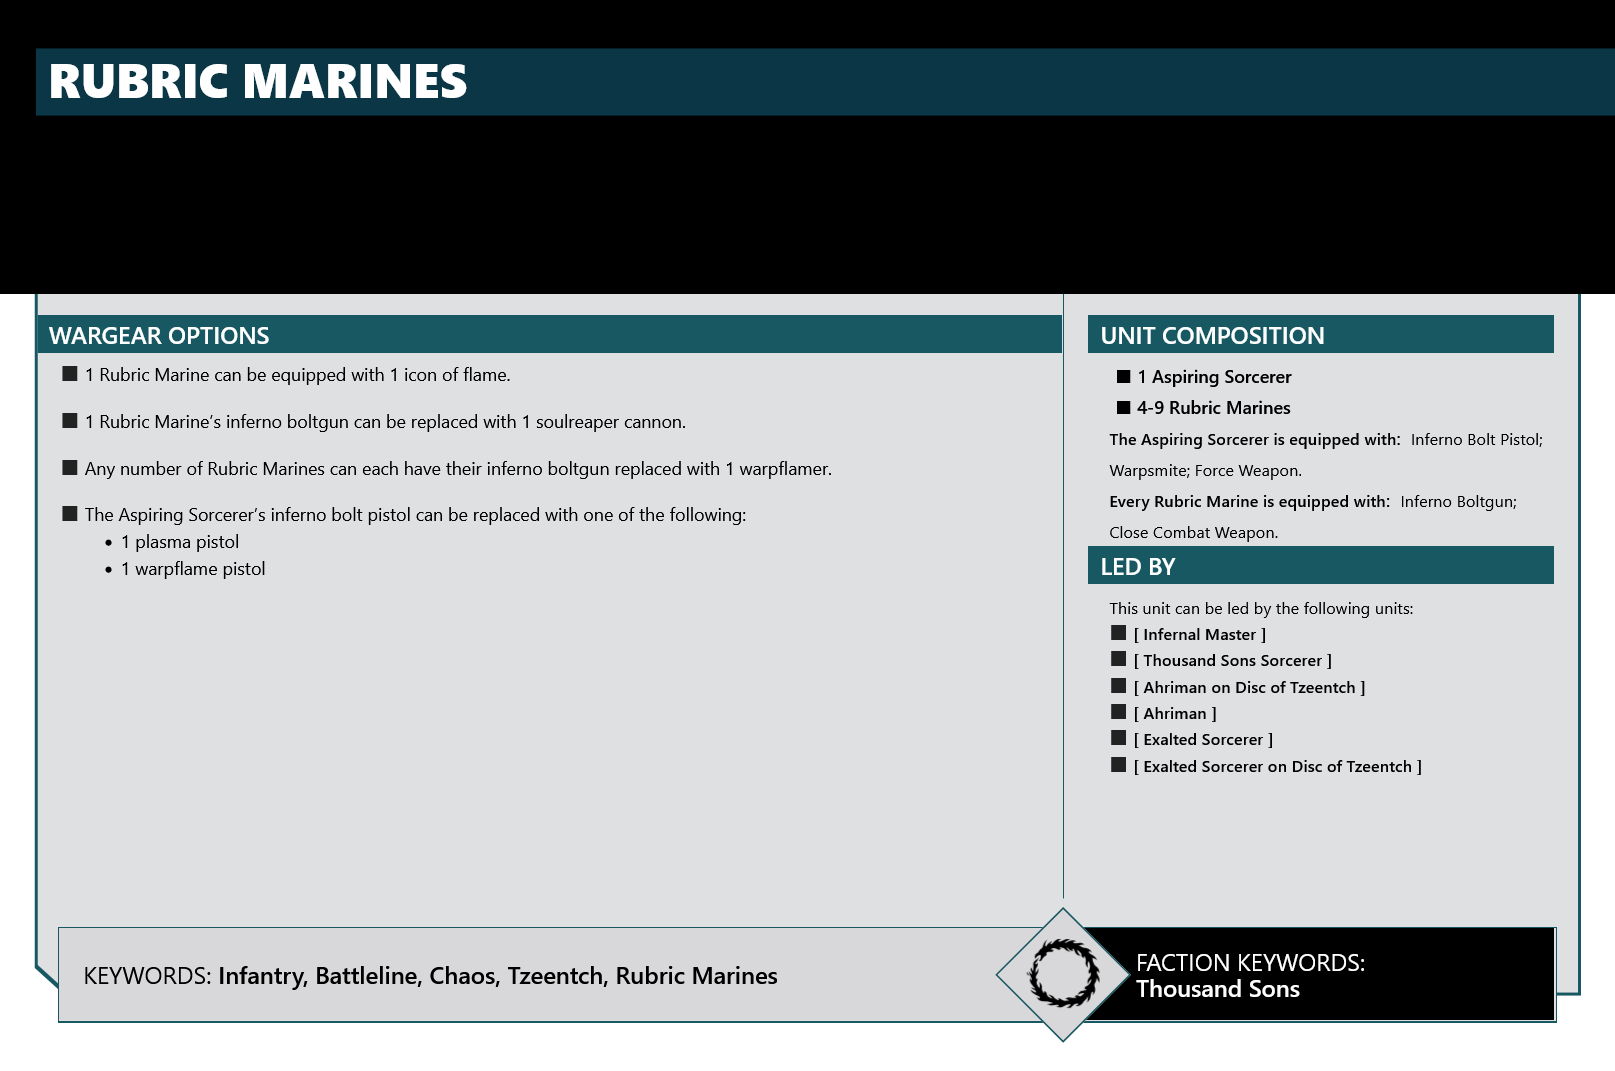 RUBRIC MARINES
WARGEAR OPTIONS
■ 1 Rubric Marine can be equipped with 1 icon of flame.
■ 1 Rubric Marine’s inferno boltgun can be replaced with 1 soulreaper cannon.
■ Any number of Rubric Marines can each have their inferno boltgun replaced with 1 warpflamer.
■ The Aspiring Sorcerer’s inferno bolt pistol can be replaced with one of the following:
• 1 plasma pistol
• 1 warpflame pistol
UNIT COMPOSITION
■ 1 Aspiring Sorcerer
■ 4-9 Rubric Marines
The Aspiring Sorcerer is equipped with: Inferno Bolt Pistol;
Warpsmite; Force Weapon.
Every Rubric Marine is equipped with: Inferno Boltgun;
Close Combat Weapon.
LED BY
This unit can be led by the following units:
■ [ Infernal Master ]
■ [ Thousand Sons Sorcerer ]
■ [ Ahriman on Disc of Tzeentch ]
■ [ Ahriman ]
■ [ Exalted Sorcerer ]
■ [ Exalted Sorcerer on Disc of Tzeentch ]
KEYWORDS: Infantry, Battleline, Chaos, Tzeentch, Rubric Marines
FACTION KEYWORDS:
Thousand Sons